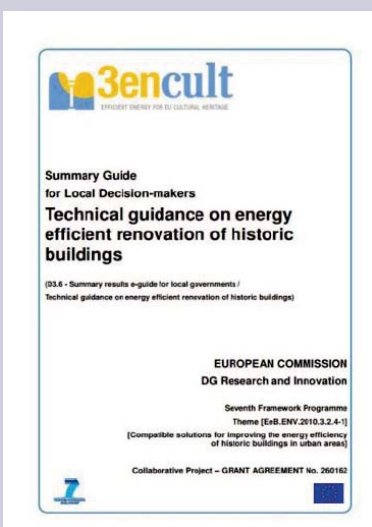 3encult
EFFICIENT ENERGY FOR EU CULTURAL HERITAGE
Summary Guide
for Local Decision-makers
Technical guidance on energy
efficient renovation of historic
buildings
(D3.6 - Summary results e-guide for local governments /
Technical guidance on energy efficient renovation of historic buildings)
EUROPEAN COMMISSION
DG Research and Innovation
Seventh Framework Programme
Theme [EeB.ENV.2010.3.2.4-1]
[Compatible solutions for improving the energy efficiency
of historic buildings in urban areas]
Collaborative Project – GRANT AGREEMENT No. 260162